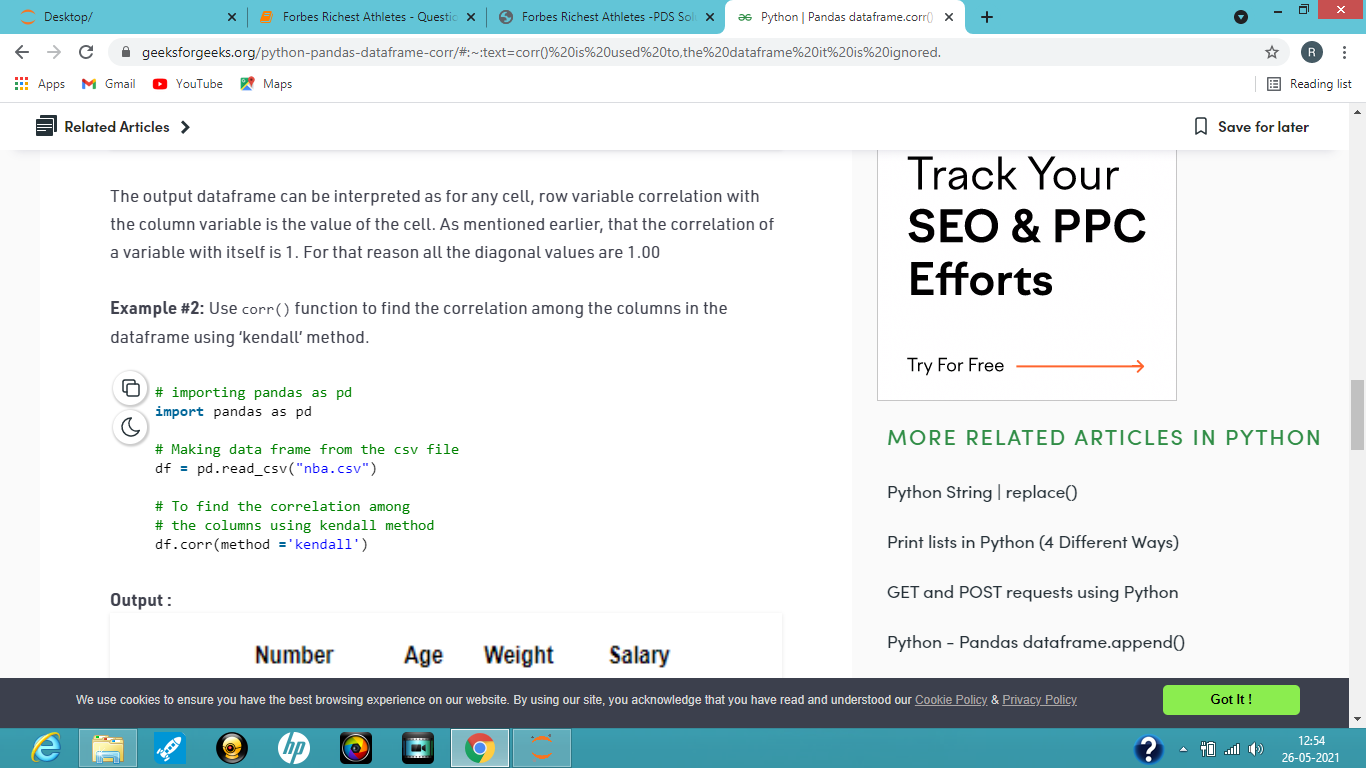 Desktop/
Forbes Richest Athletes - Questic
Forbes Richest Athletes -PDS Sol
Python | Pandas dataframe.corr()
geeksforgeeks.org/python-pandas-dataframe-corr/#:~:text=corr()%20is%20used%20to,the%20dataframe%20it%20is%20ignored.
R
Apps
Gmail
YouTube
Maps
Reading list
Related Articles
Save for later
The output dataframe can be interpreted as for any cell, row variable correlation with
the column variable is the value of the cell. As mentioned earlier, that the correlation of
a variable with itself is 1. For that reason all the diagonal values are 1.00
Example #2: Use corr() function to find the correlation among the columns in the
dataframe using ‘kendall’ method.
# importing pandas as pd
import pandas as pd
# Making data frame from the csv file
df = pd.read_csv("nba.csv")
# To find the correlation among
# the columns using kendall method
df.corr(method ='kendall')
Output :
Number Age Weight Salary
Track Your
SEO & PPC
Efforts
Try For Free
MORE RELATED ARTICLES IN PYTHON
Python String | replace()
Print lists in Python (4 Different Ways)
GET and POST requests using Python
Python - Pandas dataframe.append()
We use cookies to ensure you have the best browsing experience on our website. By using our site, you acknowledge that you have read and understood our Cookie Policy & Privacy Policy
Got It !
hp
12:54
26-05-2021